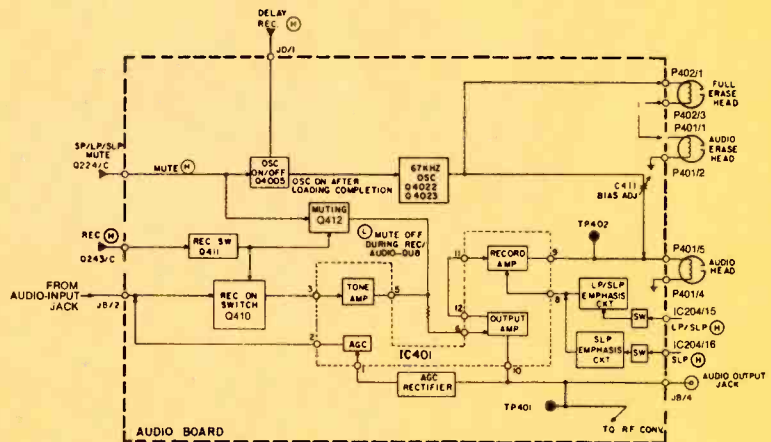 DELAY
REC. H
JD/1
P402/1
FULL
ERASE
HEAD
P402/3
P401/1
AUDIO
ERASE
HEAD
P401/2
SP/LP/SLP
MUTE
Q224/C
MUTE H
OSC
ON/OFF
Q4005
OSC ON AFTER
LOADING COMPLETION
67KHZ
OSC
Q4022
Q4023
C411
BIAS ADJ
MUTING
Q412
L MUTE OFF
DURING REC/
AUDIO-DUB
TP402
REC H
Q243/C
REC SW
Q411
11
RECORD
AMP
9
P401/5
AUDIO
HEAD
P401/4
FROM
AUDIO-INPUT
JACK
JB/2
REC ON
SWITCH
Q410
3
TONE
AMP
5
8
LP/SLP
EMPHASIS
CKT
SW
IC204/15
LP/SLP H
12
6
OUTPUT
AMP
SLP
EMPHASIS
CKT
SW
IC204/16
SLP H
2
AGC
IC401
1
AGC
RECTIFIER
10
AUDIO OUTPUT
JACK
JB/4
TP401
TO RF CONV.
AUDIO BOARD